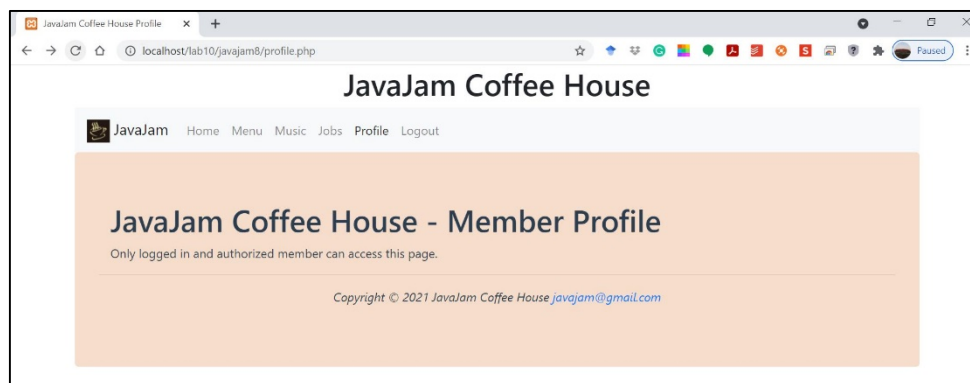 JavaJam Coffee House Profile
localhost/lab10/javajam8/profile.php
Paused
JavaJam Coffee House
JavaJam Home Menu Music Jobs Profile Logout
JavaJam Coffee House - Member Profile
Only logged in and authorized member can access this page.
Copyright © 2021 JavaJam Coffee House javajam@gmail.com